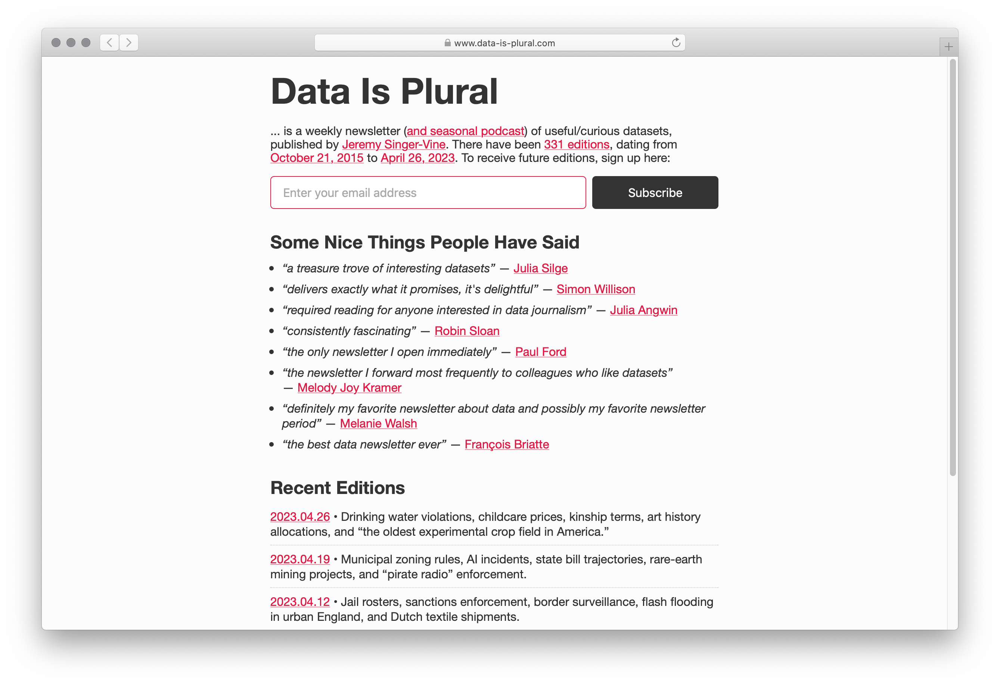 www.data-is-plural.com
Data Is Plural
... is a weekly newsletter (and seasonal podcast) of useful/curious datasets,
published by Jeremy Singer-Vine. There have been 331 editions, dating from
October 21, 2015 to April 26, 2023. To receive future editions, sign up here:
Enter your email address
Subscribe
Some Nice Things People Have Said
• “a treasure trove of interesting datasets” — Julia Silge
• “delivers exactly what it promises, it's delightful” — Simon Willison
• “required reading for anyone interested in data journalism” — Julia Angwin
• “consistently fascinating” — Robin Sloan
• “the only newsletter I open immediately” — Paul Ford
• “the newsletter I forward most frequently to colleagues who like datasets”
— Melody Joy Kramer
• “definitely my favorite newsletter about data and possibly my favorite newsletter
period” — Melanie Walsh
• “the best data newsletter ever” — François Briatte
Recent Editions
2023.04.26 • Drinking water violations, childcare prices, kinship terms, art history
allocations, and “the oldest experimental crop field in America.”
2023.04.19 • Municipal zoning rules, AI incidents, state bill trajectories, rare-earth
mining projects, and “pirate radio” enforcement.
2023.04.12 • Jail rosters, sanctions enforcement, border surveillance, flash flooding
in urban England, and Dutch textile shipments.